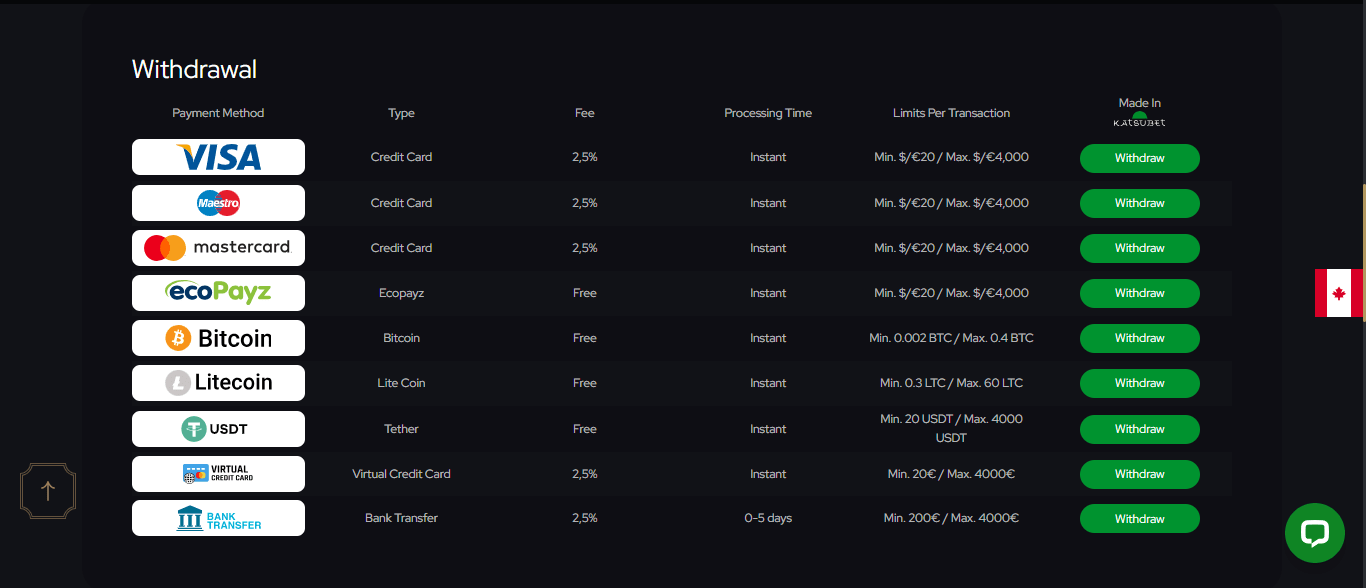 Withdrawal
Payment Method Type Fee Processing Time Limits Per Transaction Made In
KATSUBET
VISA Credit Card 2,5% Instant Min. $/€20 / Max. $/€4,000 Withdraw
Maestro Credit Card 2,5% Instant Min. $/€20 / Max. $/€4,000 Withdraw
mastercard. Credit Card 2,5% Instant Min. $/€20 / Max. $/€4,000 Withdraw
ecoPayz Ecopayz Free Instant Min. $/€20 / Max. $/€4,000 Withdraw
Bitcoin Bitcoin Free Instant Min. 0.002 BTC / Max. 0.4 BTC Withdraw
Litecoin Lite Coin Free Instant Min. 0.3 LTC / Max. 60 LTC Withdraw
USDT Tether Free Instant Min. 20 USDT / Max. 4000
USDT Withdraw
VIRTUAL
CREDIT CARD Virtual Credit Card 2,5% Instant Min. 20€ / Max. 4000€ Withdraw
BANK
TRANSFER Bank Transfer 2,5% 0-5 days Min. 200€ / Max. 4000€ Withdraw